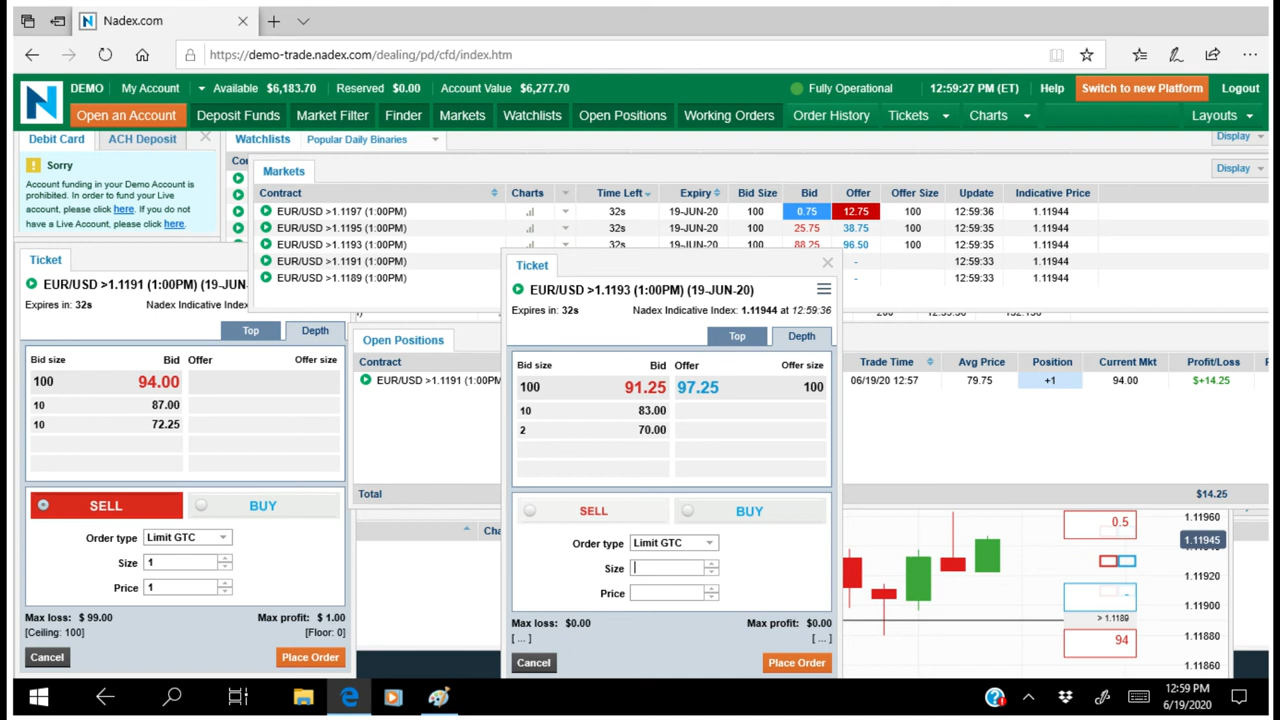 Nadex.com
https://demo-trade.nadex.com/dealing/pd/cfd/index.htm
DEMO My Account Available $6,183.70 Reserved $0.00 Account Value $6,277.70 Fully Operational 12:59:27 PM (ET) Help Switch to new Platform Logout
Open an Account Deposit Funds Market Filter Finder Markets Watchlists Open Positions Working Orders Order History Tickets Charts Layouts
Debit Card ACH Deposit Watchlists Popular Daily Binaries Display
Sorry
Account funding in your Demo Account is
prohibited. In order to fund your Live
account, please click here. If you do not
have a Live Account, please click here.
Markets Display
Contract Charts Time Left Expiry Bid Size Bid Offer Offer Size Update Indicative Price
EUR/USD >1.1197 (1:00PM) 32s 19-JUN-20 100 0.75 12.75 100 12:59:36 1.11944
EUR/USD >1.1195 (1:00PM) 32s 19-JUN-20 100 25.75 38.75 100 12:59:35 1.11944
EUR/USD >1.1193 (1:00PM) 32s 19-JUN-20 100 88.25 96.50 100 12:59:35 1.11944
EUR/USD >1.1191 (1:00PM) - 12:59:33 1.11944
EUR/USD >1.1189 (1:00PM) - 12:59:33 1.11944
Ticket
EUR/USD >1.1191 (1:00PM) (19-JUN-
Expires in: 32s Nadex Indicative Index
Top Depth
Bid size Bid Offer Offer size
100 94.00
10 87.00
10 72.25
SELL BUY
Order type Limit GTC
Size 1
Price 1
Max loss: $ 99.00 Max profit: $ 1.00
[Ceiling: 100] [Floor: 0]
Cancel Place Order
Ticket
EUR/USD >1.1193 (1:00PM) (19-JUN-20)
Expires in: 32s Nadex Indicative Index: 1.11944 at 12:59:36
Top Depth
Bid size Bid Offer Offer size
100 91.25 97.25 100
10 83.00
2 70.00
SELL BUY
Order type Limit GTC
Size
Price
Max loss: $0.00 Max profit: $0.00
[ ... ] [ ... ]
Cancel Place Order
Open Positions
Contract Trade Time Avg Price Position Current Mkt Profit/Loss
EUR/USD >1.1191 (1:00PM 06/19/20 12:57 79.75 +1 94.00 $+14.25
Total $14.25
0.5 1.11960
1.11945
1.11920
- 1.11900
> 1.1189
94 1.11880
1.11860
12:59 PM
6/19/2020